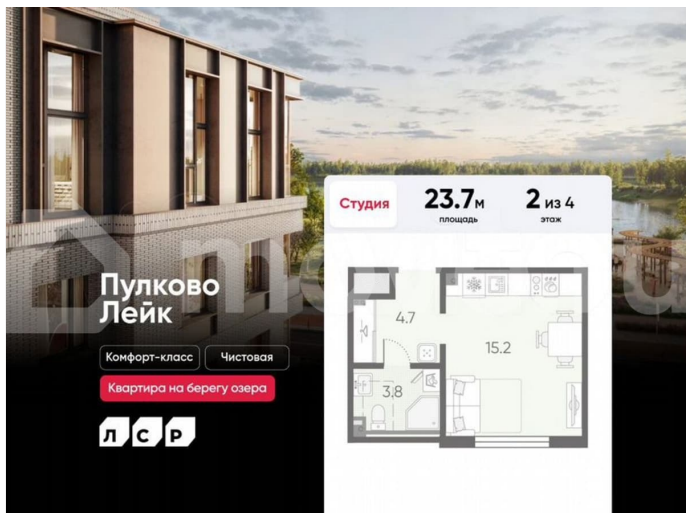 Студия
23.7м
площадь
2 из 4
этаж
Пулково
Лейк
Комфорт-класс
Чистовая
Квартира на берегу озера
ЛСР
4.7
15.2
3.8